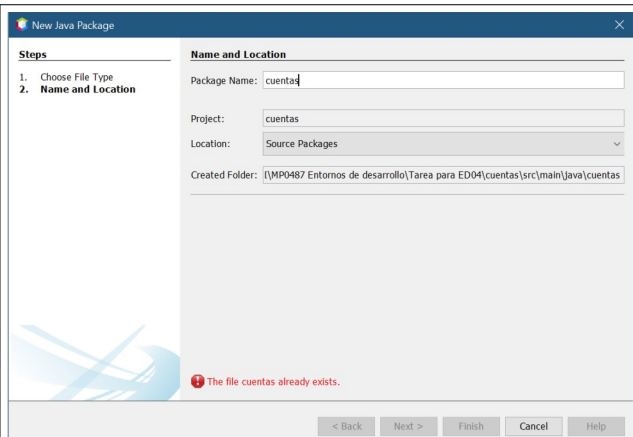 New Java Package
Steps
1. Choose File Type
2. Name and Location
Name and Location
Package Name: cuentas
Project: cuentas
Location: Source Packages
Created Folder: [\MP0487 Entornos de desarrollo\Tarea para ED04\cuentas\src\main\java\cuentas
The file cuentas already exists.
< Back Next > Finish Cancel Help